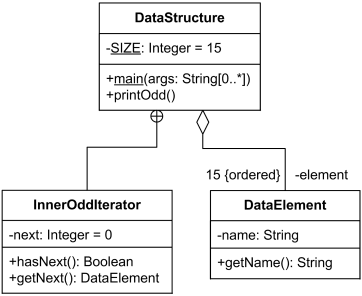 DataStructure
-SIZE: Integer = 15
+main(args: String[0..*])
+printOdd()
15 {ordered} -element
InnerOddIterator
-next: Integer = 0
+hasNext(): Boolean
+getNext(): DataElement
DataElement
-name: String
+getName(): String